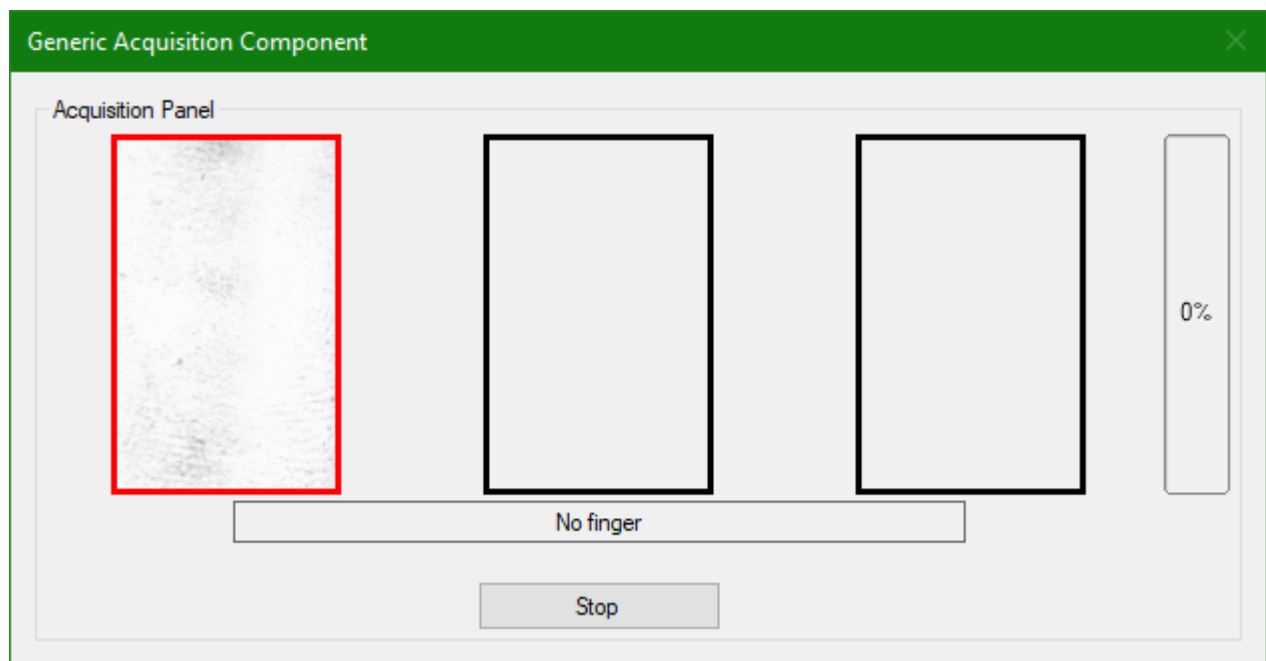 Generic Acquisition Component
Acquisition Panel
0%
No finger
Stop